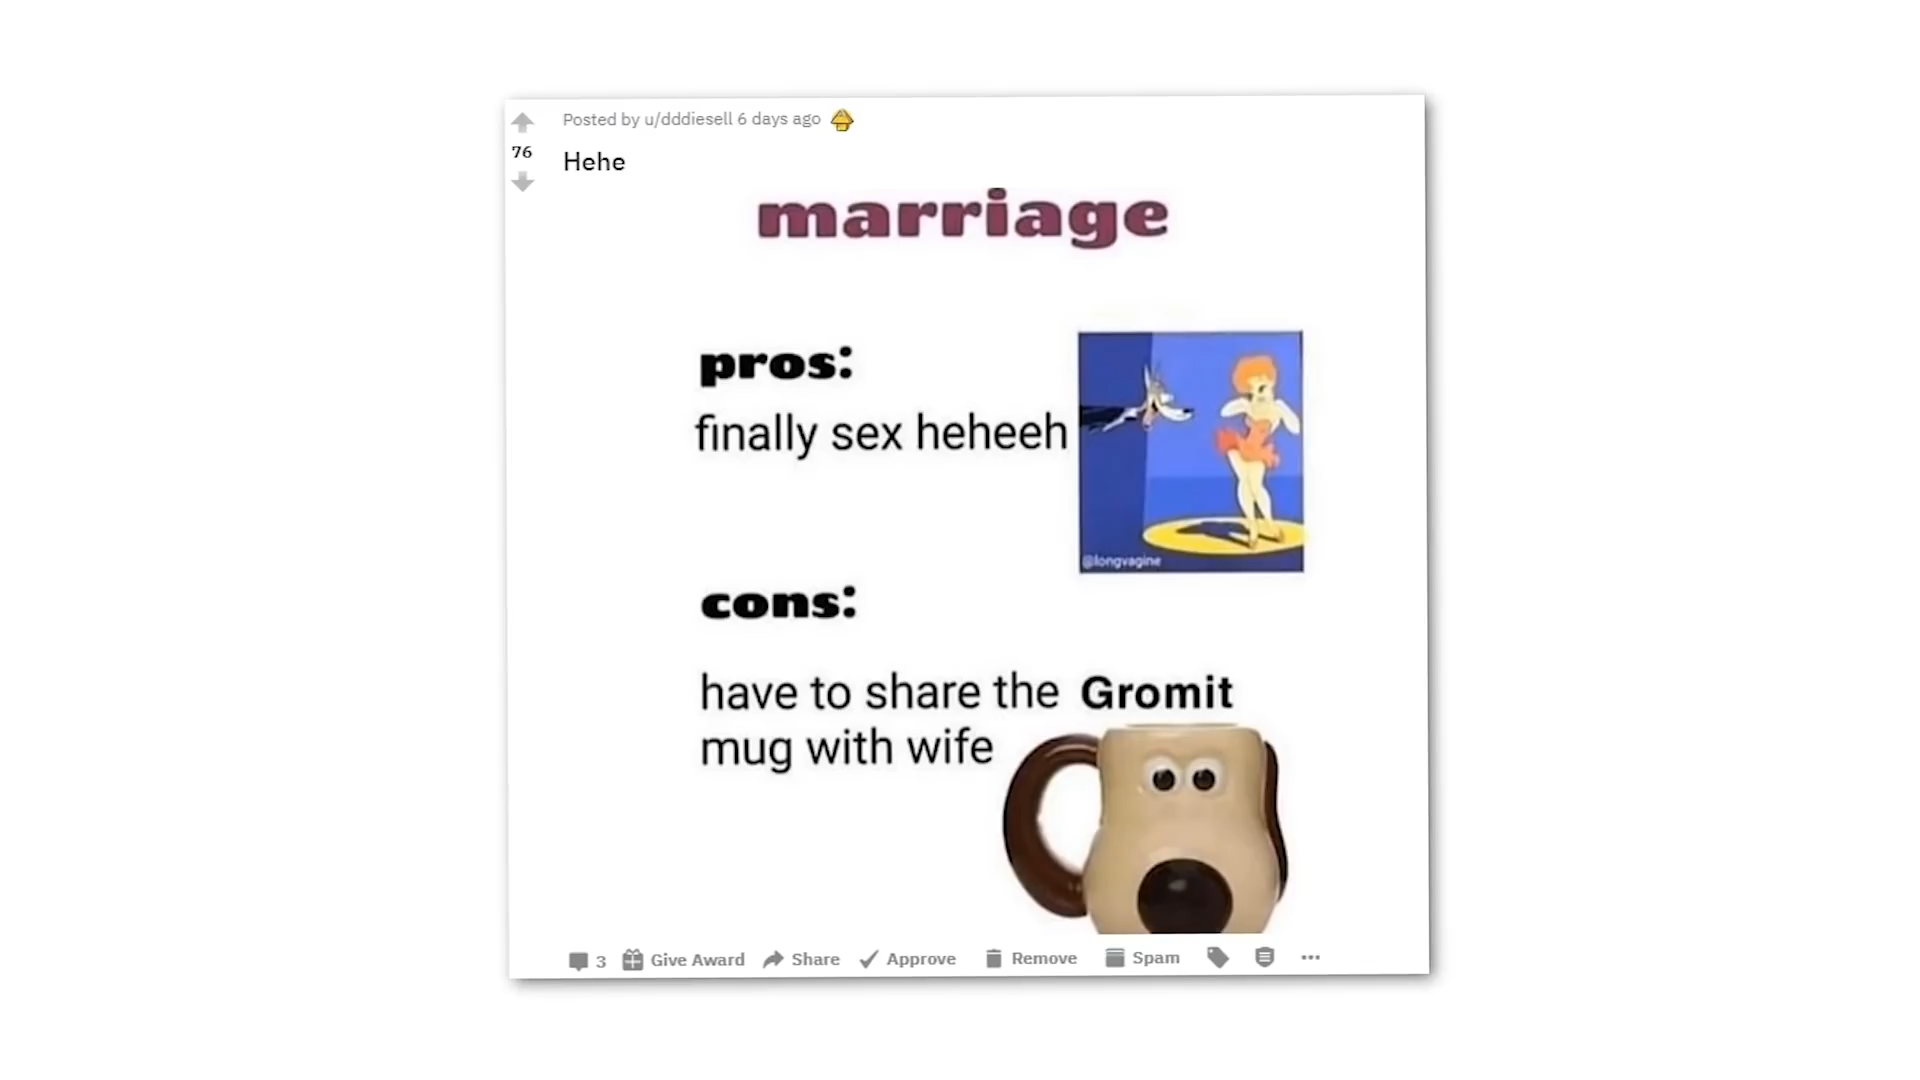 Posted by u/dddiesell 6 days ago
76
Hehe
marriage
pros:
finally sex heheeh
@longvagine
cons:
have to share the Gromit
mug with wife
3 Give Award Share Approve Remove Spam